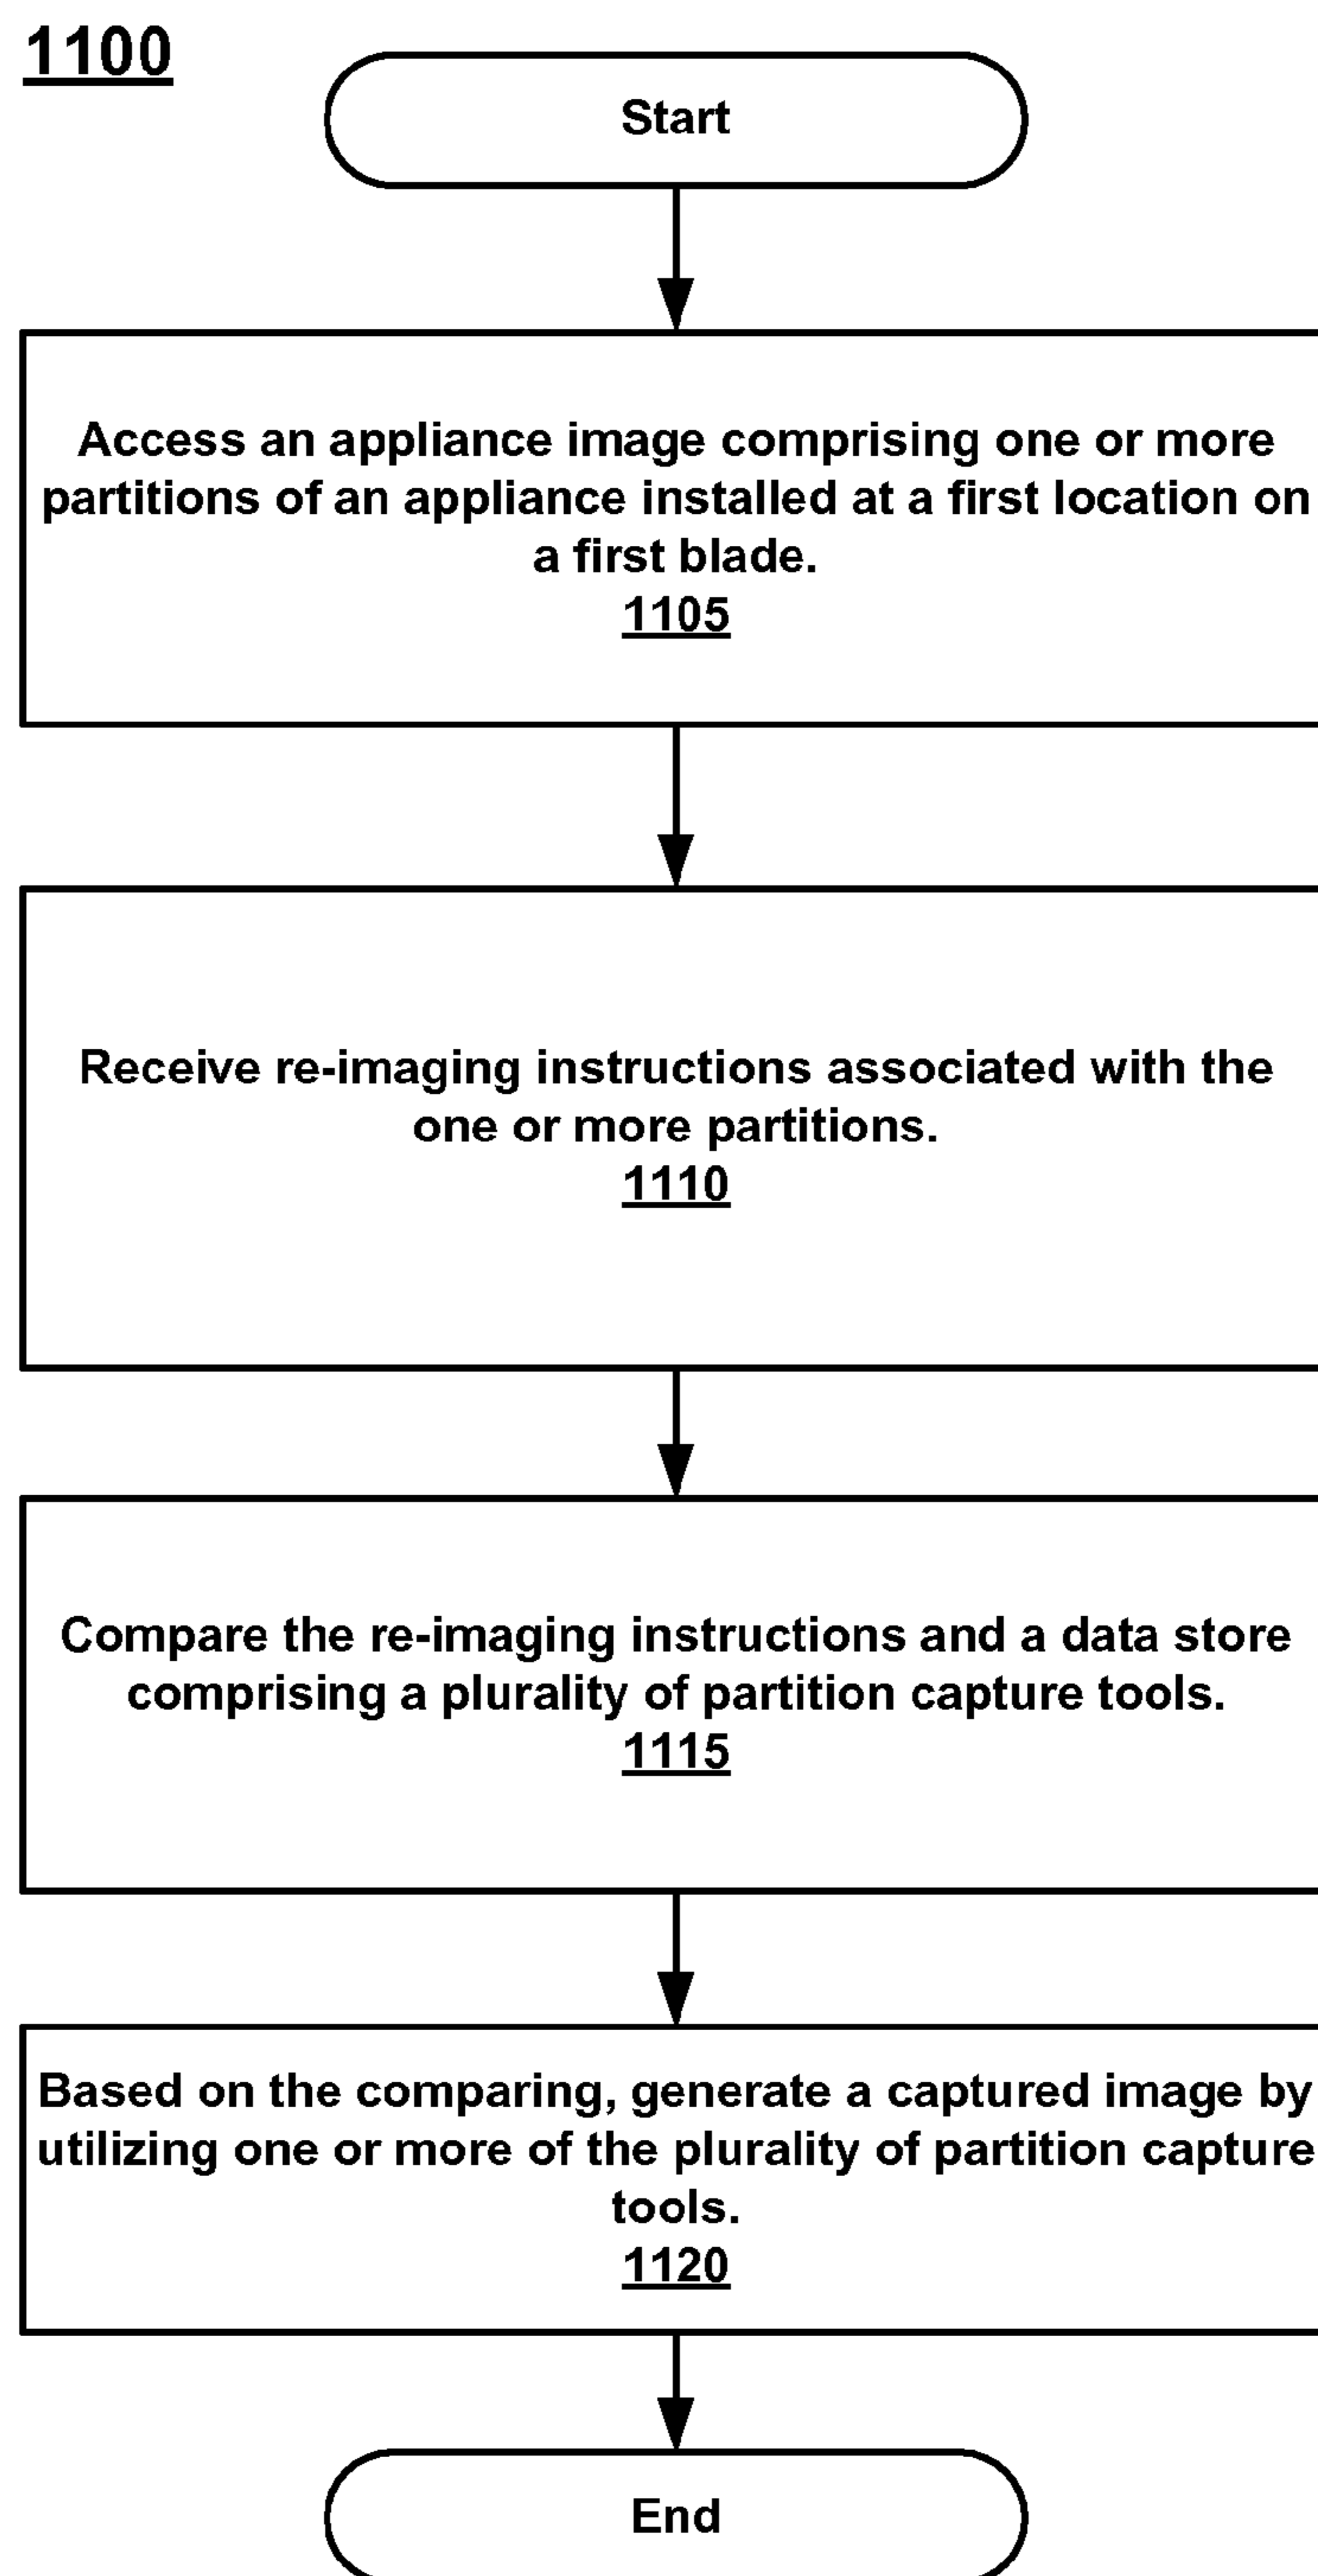 1100
Start
Access an appliance image comprising one or more
partitions of an appliance installed at a first location on
a first blade.
1105
Receive re-imaging instructions associated with the
one or more partitions.
1110
Compare the re-imaging instructions and a data store
comprising a plurality of partition capture tools.
1115
Based on the comparing, generate a captured image by
utilizing one or more of the plurality of partition capture
tools.
1120
End